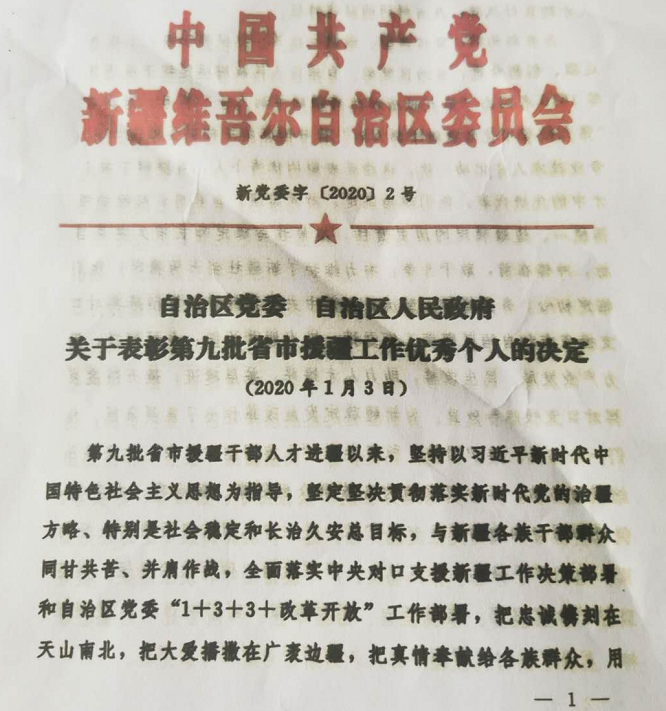 中国共产党
新疆维吾尔自治区委员会
新党委字〔2020〕2号
自治区党委 自治区人民政府
关于表彰第九批省市援疆工作优秀个人的决定
(2020年1月3日)
第九批省市援疆干部人才进疆以来，坚持以习近平新时代中
国特色社会主义思想为指导，坚定坚决贯彻落实新时代党的治疆
方略、特别是社会稳定和长治久安总目标，与新疆各族干部群众
同甘共苦、并肩作战，全面落实中央对口支援新疆工作决策部署
和自治区党委“1+3+3+改革开放”工作部署，把忠诚镌刻在
天山南北，把大爱播撒在广袤边疆，把真情奉献给各族群众，用
— 1 —